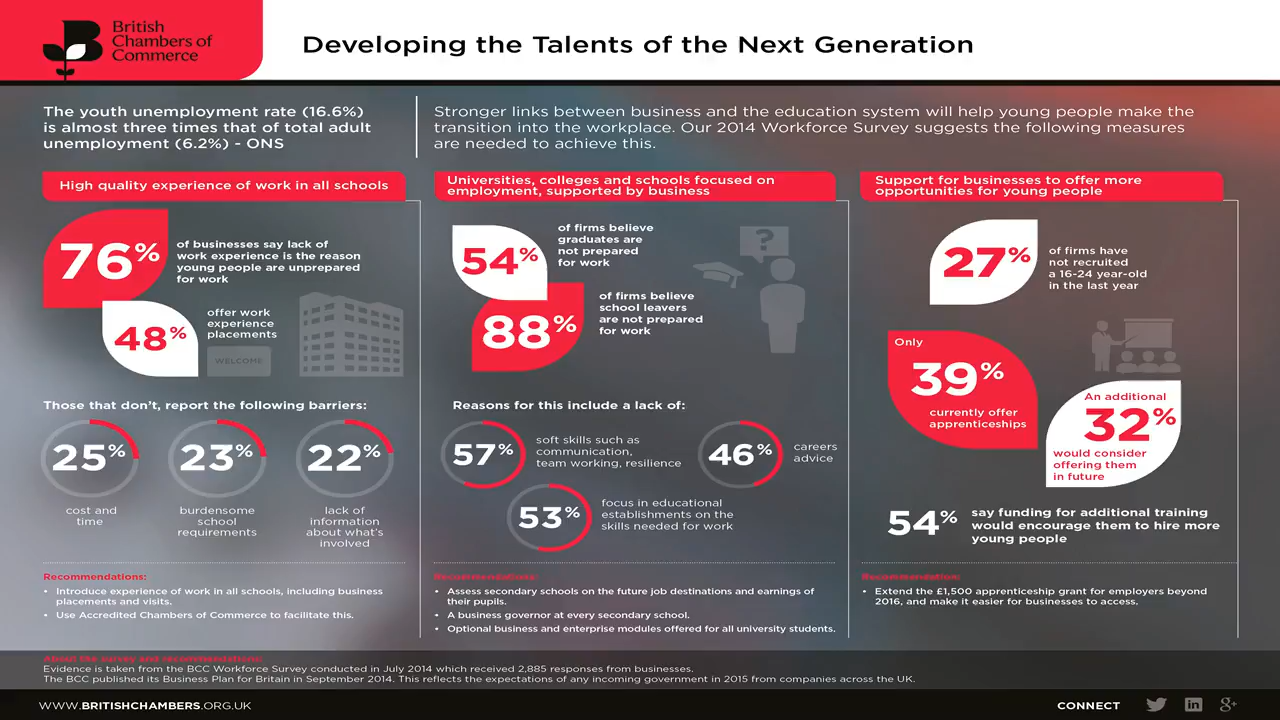 British
Chambers of
Commerce
Developing the Talents of the Next Generation
The youth unemployment rate (16.6%)
is almost three times that of total adult
unemployment (6.2%) - ONS
Stronger links between business and the education system will help young people make the
transition into the workplace. Our 2014 Workforce Survey suggests the following measures
are needed to achieve this.
High quality experience of work in all schools
76%
of businesses say lack of
work experience is the reason
young people are unprepared
for work
48%
offer work
experience
placements
WELCOME
Those that don't, report the following barriers:
25%
cost and
time
23%
burdensome
school
requirements
22%
lack of
information
about what's
involved
Recommendations:
• Introduce experience of work in all schools, including business
placements and visits.
• Use Accredited Chambers of Commerce to facilitate this.
Universities, colleges and schools focused on
employment, supported by business
54%
of firms believe
graduates are
not prepared
for work
?
88%
of firms believe
school leavers
are not prepared
for work
Reasons for this include a lack of:
57%
soft skills such as
communication,
team working, resilience
46%
careers
advice
53%
focus in educational
establishments on the
skills needed for work
Recommendations:
• Assess secondary schools on the future job destinations and earnings of
their pupils.
• A business governor at every secondary school.
• Optional business and enterprise modules offered for all university students.
Support for businesses to offer more
opportunities for young people
27%
of firms have
not recruited
a 16-24 year-old
in the last year
Only
39%
currently offer
apprenticeships
An additional
32%
would consider
offering them
in future
54%
say funding for additional training
would encourage them to hire more
young people
Recommendation:
• Extend the £1,500 apprenticeship grant for employers beyond
2016, and make it easier for businesses to access.
About the survey and recommendations:
Evidence is taken from the BCC Workforce Survey conducted in July 2014 which received 2,885 responses from businesses.
The BCC published its Business Plan for Britain in September 2014. This reflects the expectations of any incoming government in 2015 from companies across the UK.
WWW.BRITISHCHAMBERS.ORG.UK
CONNECT
in
g+